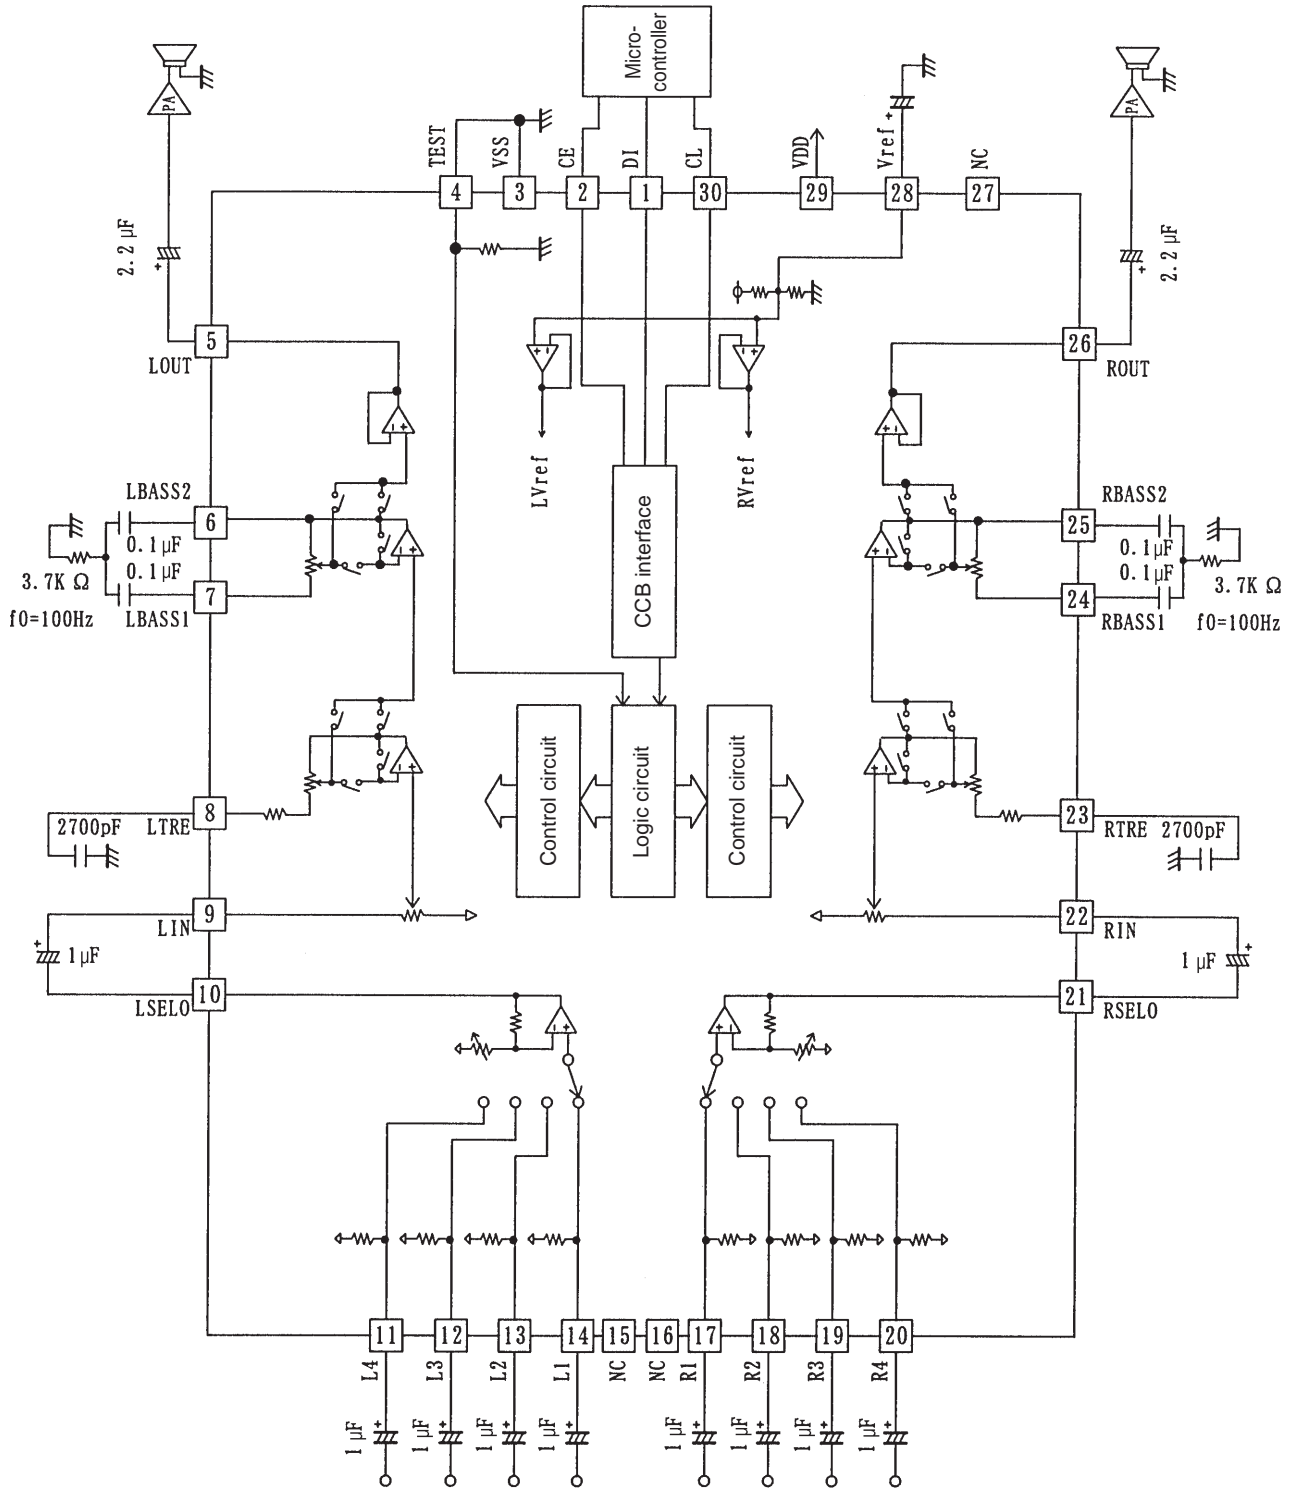 Micro-
controller
PA
PA
TEST
VSS
CE
DI
CL
VDD
Vref
+
NC
4
3
2
1
30
29
28
27
2.2 μF
+
2.2 μF
+
5
LOUT
26
ROUT
LVref
RVref
LBASS2
6
0.1μF
0.1μF
3.7K Ω
7
f0=100Hz
LBASS1
RBASS2
25
0.1μF
0.1μF
3.7K Ω
24
RBASS1
f0=100Hz
CCB interface
Control circuit
Logic circuit
Control circuit
8
2700pF
LTRE
23
RTRE
2700pF
9
LIN
+
1μF
22
RIN
1μF
+
10
LSELO
21
RSELO
11
12
13
14
15
16
17
18
19
20
L4
L3
L2
L1
NC
NC
R1
R2
R3
R4
1 μF
+
1 μF
+
1 μF
+
1 μF
+
1 μF
+
1 μF
+
1 μF
+
1 μF
+